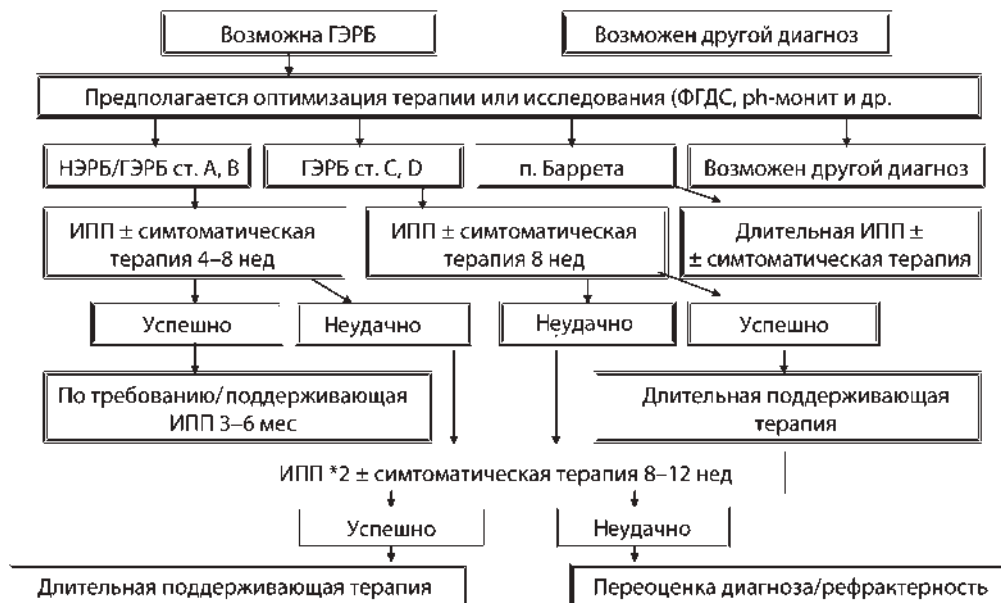 Возможна ГЭРБ
Возможен другой диагноз
Предполагается оптимизация терапии или исследования (ФГДС, ph-монит и др.
НЭРБ/ГЭРБ ст. А, В
ГЭРБ ст. C, D
п. Баррета
Возможен другой диагноз
ИПП ± симтоматическая
терапия 4–8 нед
ИПП ± симтоматическая
терапия 8 нед
Длительная ИПП ±
± симтоматическая терапия
Успешно
Неудачно
Неудачно
Успешно
По требованию/поддерживающая
ИПП 3–6 мес
Длительная поддерживающая
терапия
ИПП *2 ± симтоматическая терапия 8–12 нед
Успешно
Неудачно
Длительная поддерживающая терапия
Переоценка диагноза/рефрактерность